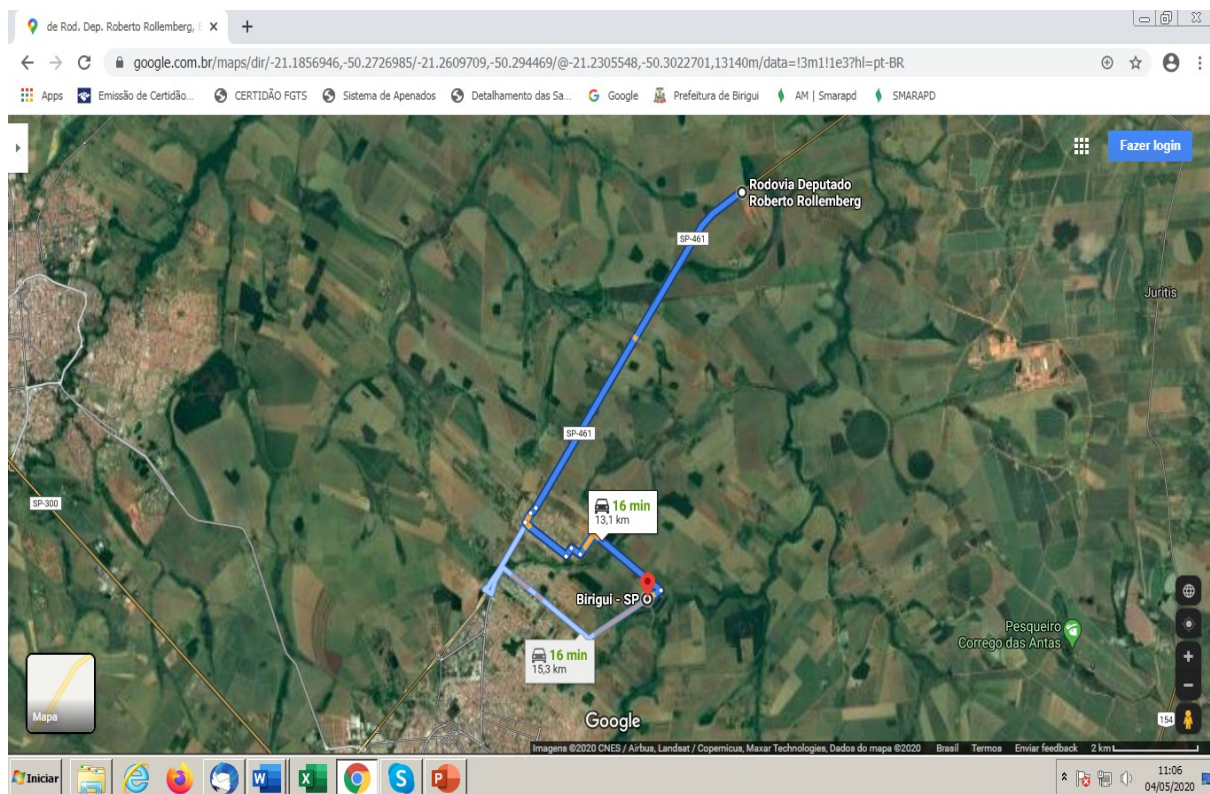 de Rod. Dep. Roberto Rollemberg,
google.com.br/maps/dir/-21.1856946,-50.2726985/-21.2609709,-50.294469/@-21.2305548,-50.3022701,13140m/data=!3m1!1e3?hl=pt-BR
Apps Emissão de Certidão... CERTIDÃO FGTS Sistema de Apenados Detalhamento das Sa... Google Prefeitura de Birigui AM | Smarapd SMARAPD
Fazer login
Rodovia Deputado
Roberto Rollemberg
SP-461
Juritis
SP-461
SP-300
16 min
13,1 km
Birigui - SP
Pesqueiro
Corrego das Antas
16 min
15,3 km
Mapa
Google
154
Imagens ©2020 CNES / Airbus, Landsat / Copernicus, Maxar Technologies, Dados do mapa ©2020 Brasil Termos Enviar feedback 2 km
Iniciar
11:06
04/05/2020